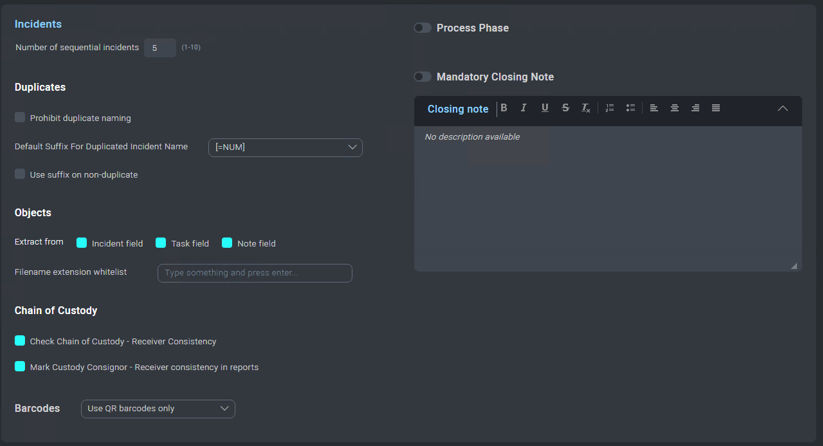 Incidents
Number of sequential incidents 5 (1-10)
Duplicates
Prohibit duplicate naming
Default Suffix For Duplicated Incident Name [=NUM]
Use suffix on non-duplicate
Objects
Extract from Incident field Task field Note field
Filename extension whitelist Type something and press enter...
Chain of Custody
Check Chain of Custody - Receiver Consistency
Mark Custody Consignor - Receiver consistency in reports
Barcodes Use QR barcodes only
Process Phase
Mandatory Closing Note
Closing note B I U S Tx
No description available